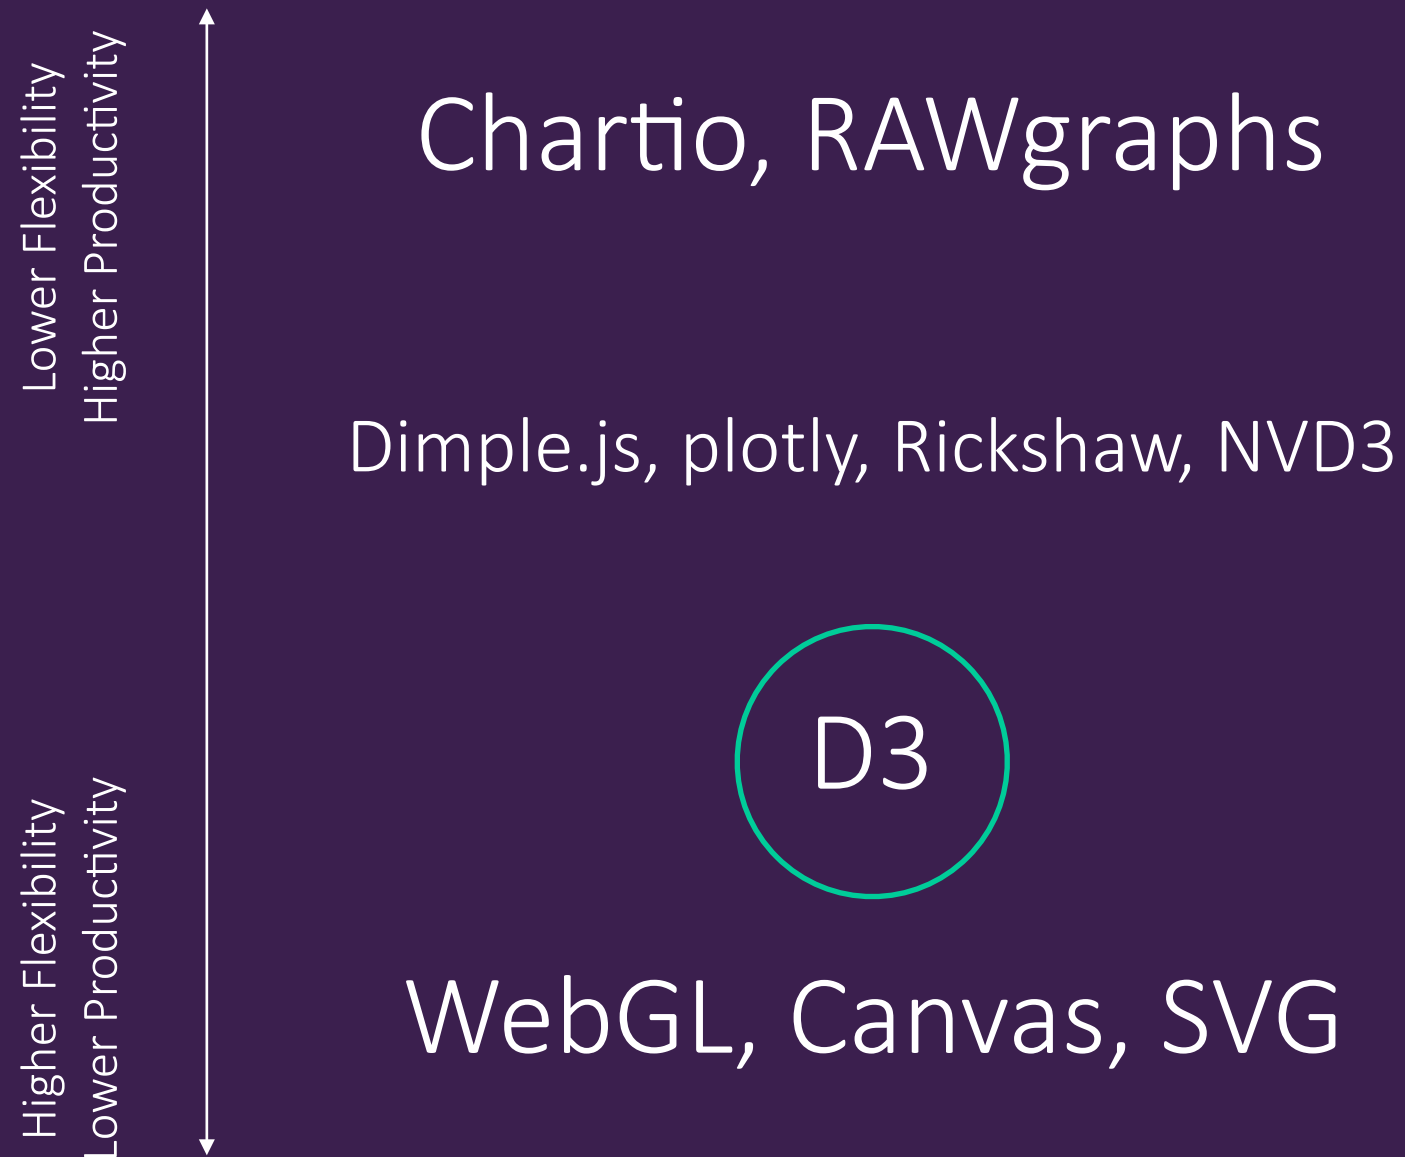 Lower Flexibility
Higher Productivity
Chartio, RAWgraphs
Dimple.js, plotly, Rickshaw, NVD3
D3
Higher Flexibility
Lower Productivity
WebGL, Canvas, SVG